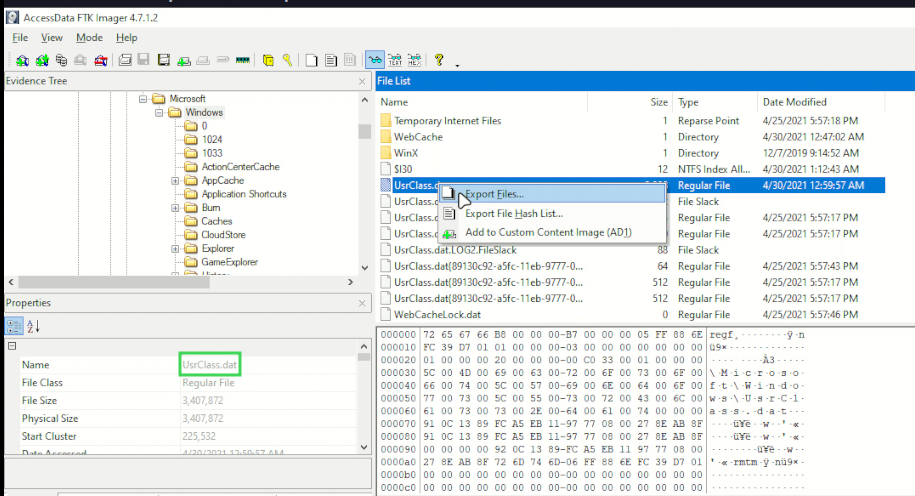 AccessData FTK Imager 4.7.1.2
File View Mode Help
Evidence Tree
Microsoft
Windows
0
1024
1033
ActionCenterCache
AppCache
Application Shortcuts
Burn
Caches
CloudStore
Explorer
GameExplorer
History
Properties
Name UsrClass.dat
File Class Regular File
File Size 3,407,872
Physical Size 3,407,872
Start Cluster 225,532
Date Accessed 4/30/2021 12:59:57 AM
File List
Name Size Type Date Modified
Temporary Internet Files 1 Reparse Point 4/25/2021 5:57:18 PM
WebCache 1 Directory 4/30/2021 12:47:02 AM
WinX 1 Directory 12/7/2019 9:14:52 AM
$I30 12 NTFS Index All... 4/30/2021 1:12:43 AM
UsrClass.d Regular File 4/30/2021 12:59:57 AM
UsrClass.d File Slack
UsrClass.d Regular File 4/25/2021 5:57:17 PM
UsrClass.d Regular File 4/25/2021 5:57:17 PM
UsrClass.dat.LOG2.FileSlack 88 File Slack
UsrClass.dat{89130c92-a5fc-11eb-9777-0... 64 Regular File 4/25/2021 5:57:43 PM
UsrClass.dat{89130c92-a5fc-11eb-9777-0... 512 Regular File 4/25/2021 5:57:17 PM
UsrClass.dat{89130c92-a5fc-11eb-9777-0... 512 Regular File 4/25/2021 5:57:17 PM
WebCacheLock.dat 0 Regular File 4/25/2021 5:57:46 PM
Export Files...
Export File Hash List...
Add to Custom Content Image (AD1)
000000 72 65 67 66 B8 00 00 00-B7 00 00 00 05 FF 88 6E regf¸·······ÿ·n
000010 FC 39 D7 01 01 00 00 00-03 00 00 00 00 00 00 00 ü9×·············
000020 01 00 00 00 20 00 00 00-00 C0 33 00 01 00 00 00 ···· ····À3·····
000030 5C 00 4D 00 69 00 63 00-72 00 6F 00 73 00 6F 00 \·M·i·c·r·o·s·o·
000040 66 00 74 00 5C 00 57 00-69 00 6E 00 64 00 6F 00 f·t·\·W·i·n·d·o·
000050 77 00 73 00 5C 00 55 00-73 00 72 00 43 00 6C 00 w·s·\·U·s·r·C·l·
000060 61 00 73 00 73 00 2E 00-64 00 61 00 74 00 00 00 a·s·s·.·d·a·t···
000070 91 0C 13 89 FC A5 EB 11-97 77 08 00 27 8E AB 8F ····ü¥ë··w··'·«·
000080 91 0C 13 89 FC A5 EB 11-97 77 08 00 27 8E AB 8F ····ü¥ë··w··'·«·
000090 00 00 00 00 92 0C 13 89-FC A5 EB 11 97 77 08 00 ········ü¥ë··w··
0000a0 27 8E AB 8F 72 6D 74 6D-06 FF 88 6E FC 39 D7 01 '·«·rmtm·ÿ·nü9×·
0000b0 00 00 00 00 00 00 00 00-00 00 00 00 00 00 00 00 ················
0000c0 00 00 00 00 00 00 00 00-00 00 00 00 00 00 00 00 ················